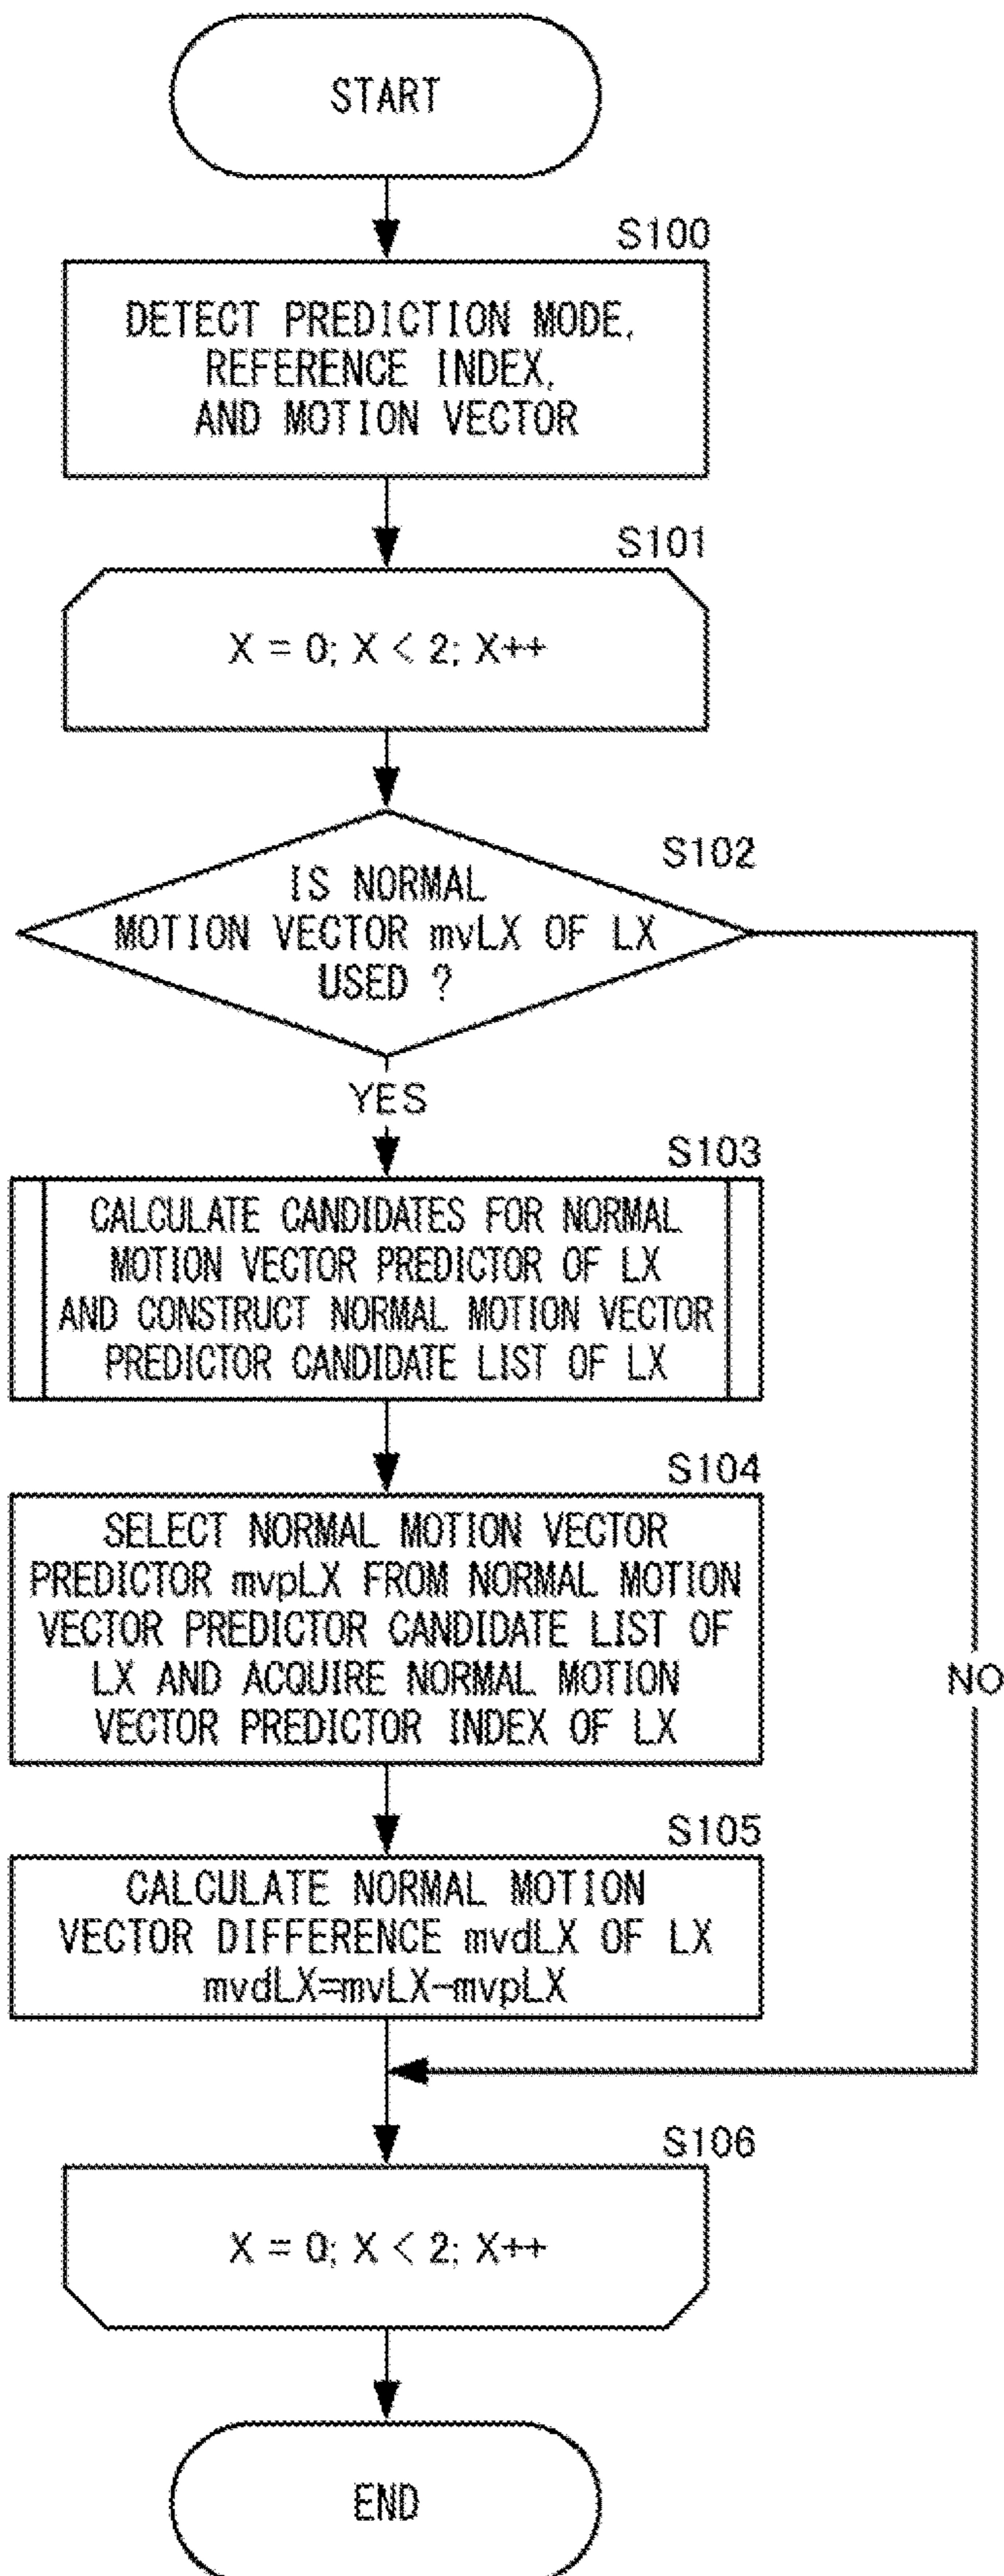 START
S100
DETECT PREDICTION MODE,
REFERENCE INDEX,
AND MOTION VECTOR
S101
X = 0; X < 2; X++
S102
IS NORMAL
MOTION VECTOR mvLX OF LX
USED ?
YES
S103
CALCULATE CANDIDATES FOR NORMAL
MOTION VECTOR PREDICTOR OF LX
AND CONSTRUCT NORMAL MOTION VECTOR
PREDICTOR CANDIDATE LIST OF LX
S104
SELECT NORMAL MOTION VECTOR
PREDICTOR mvpLX FROM NORMAL MOTION
VECTOR PREDICTOR CANDIDATE LIST OF
LX AND ACQUIRE NORMAL MOTION
VECTOR PREDICTOR INDEX OF LX
NO
S105
CALCULATE NORMAL MOTION
VECTOR DIFFERENCE mvdLX OF LX
mvdLX=mvLX-mvpLX
S106
X = 0; X < 2; X++
END